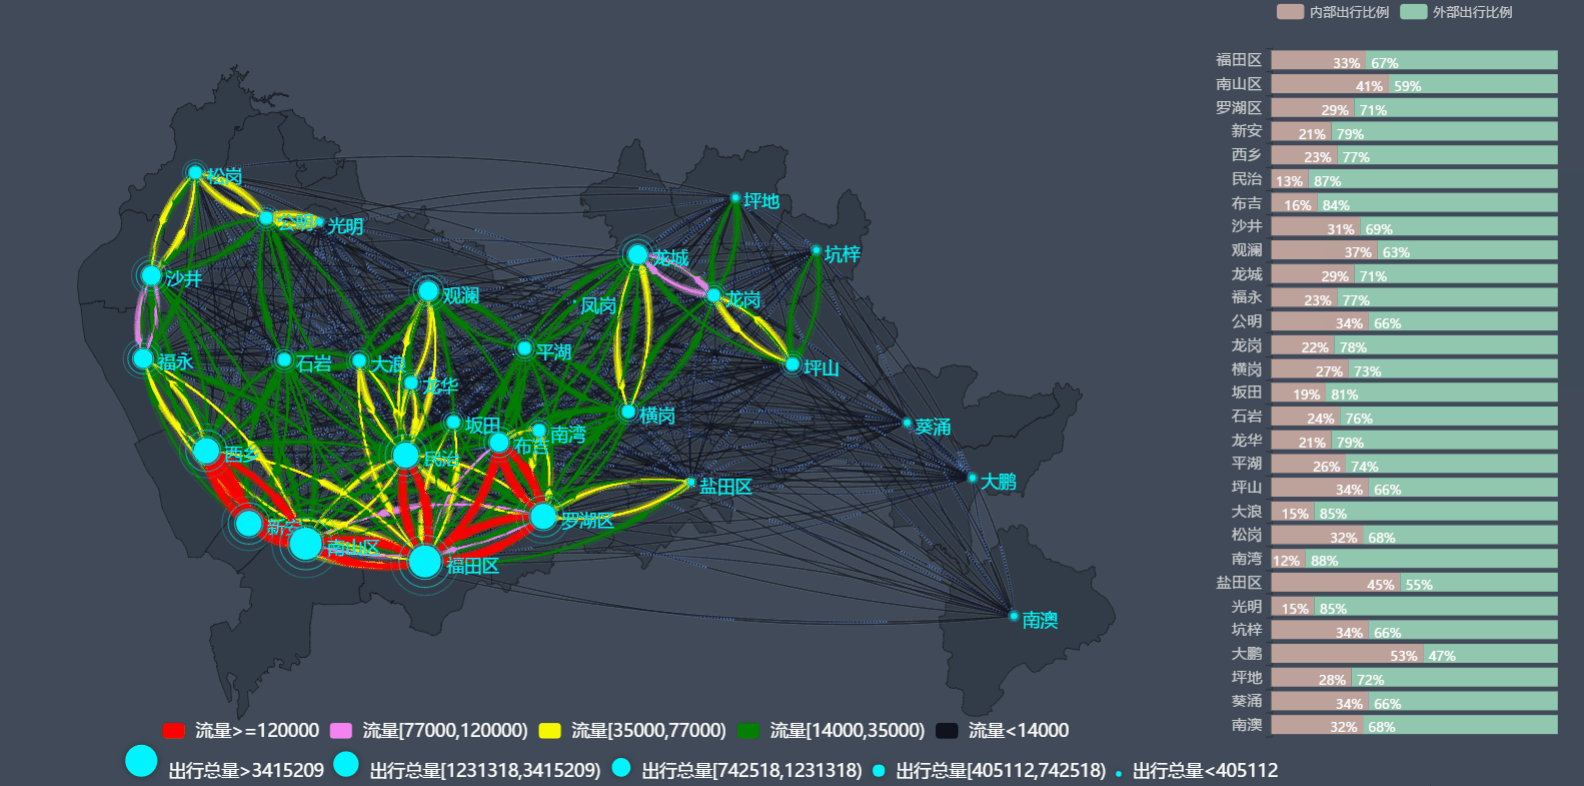 内部出行比例 外部出行比例
福田区 33% 67%
南山区 41% 59%
罗湖区 29% 71%
新安 21% 79%
西乡 23% 77%
民治 13% 87%
布吉 16% 84%
沙井 31% 69%
观澜 37% 63%
龙城 29% 71%
福永 23% 77%
公明 34% 66%
龙岗 22% 78%
横岗 27% 73%
坂田 19% 81%
石岩 24% 76%
龙华 21% 79%
平湖 26% 74%
坪山 34% 66%
大浪 15% 85%
松岗 32% 68%
南湾 12% 88%
盐田区 45% 55%
光明 15% 85%
坑梓 34% 66%
大鹏 53% 47%
坪地 28% 72%
葵涌 34% 66%
南澳 32% 68%
松岗
坪地
公明
光明
坑梓
龙城
沙井
观澜
龙岗
凤岗
平湖
福永
石岩
大浪
坪山
龙华
横岗
坂田
葵涌
南湾
布吉
西乡
民治
大鹏
盐田区
罗湖区
新安
南山区
福田区
南澳
流量>=120000 流量[77000,120000) 流量[35000,77000) 流量[14000,35000) 流量<14000
出行总量>3415209 出行总量[1231318,3415209) 出行总量[742518,1231318) 出行总量[405112,742518) 出行总量<405112